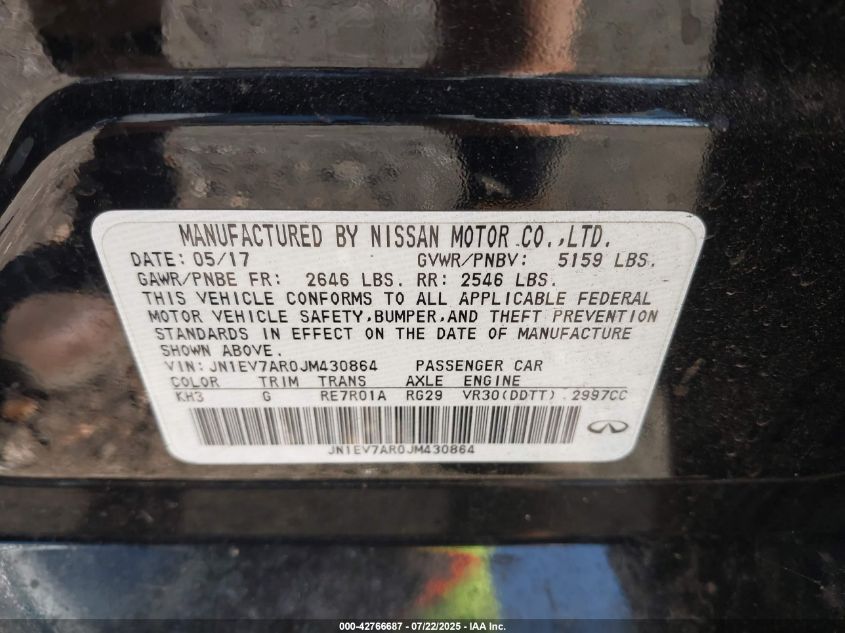 MANUFACTURED BY NISSAN MOTOR CO.,LTD.
DATE: 05/17 GVWR/PNBV: 5159 LBS.
GAWR/PNBE FR: 2646 LBS. RR: 2546 LBS.
THIS VEHICLE CONFORMS TO ALL APPLICABLE FEDERAL
MOTOR VEHICLE SAFETY,BUMPER,AND THEFT PREVENTION
STANDARDS IN EFFECT ON THE DATE OF MANUFACTURE
SHOWN ABOVE.
VIN: JN1EV7AR0JM430864 PASSENGER CAR
COLOR TRIM TRANS AXLE ENGINE
KH3 G RE7R01A RG29 VR30(DDTT) 2997CC
JN1EV7AR0JM430864
000-42766687 - 07/22/2025 - IAA Inc.